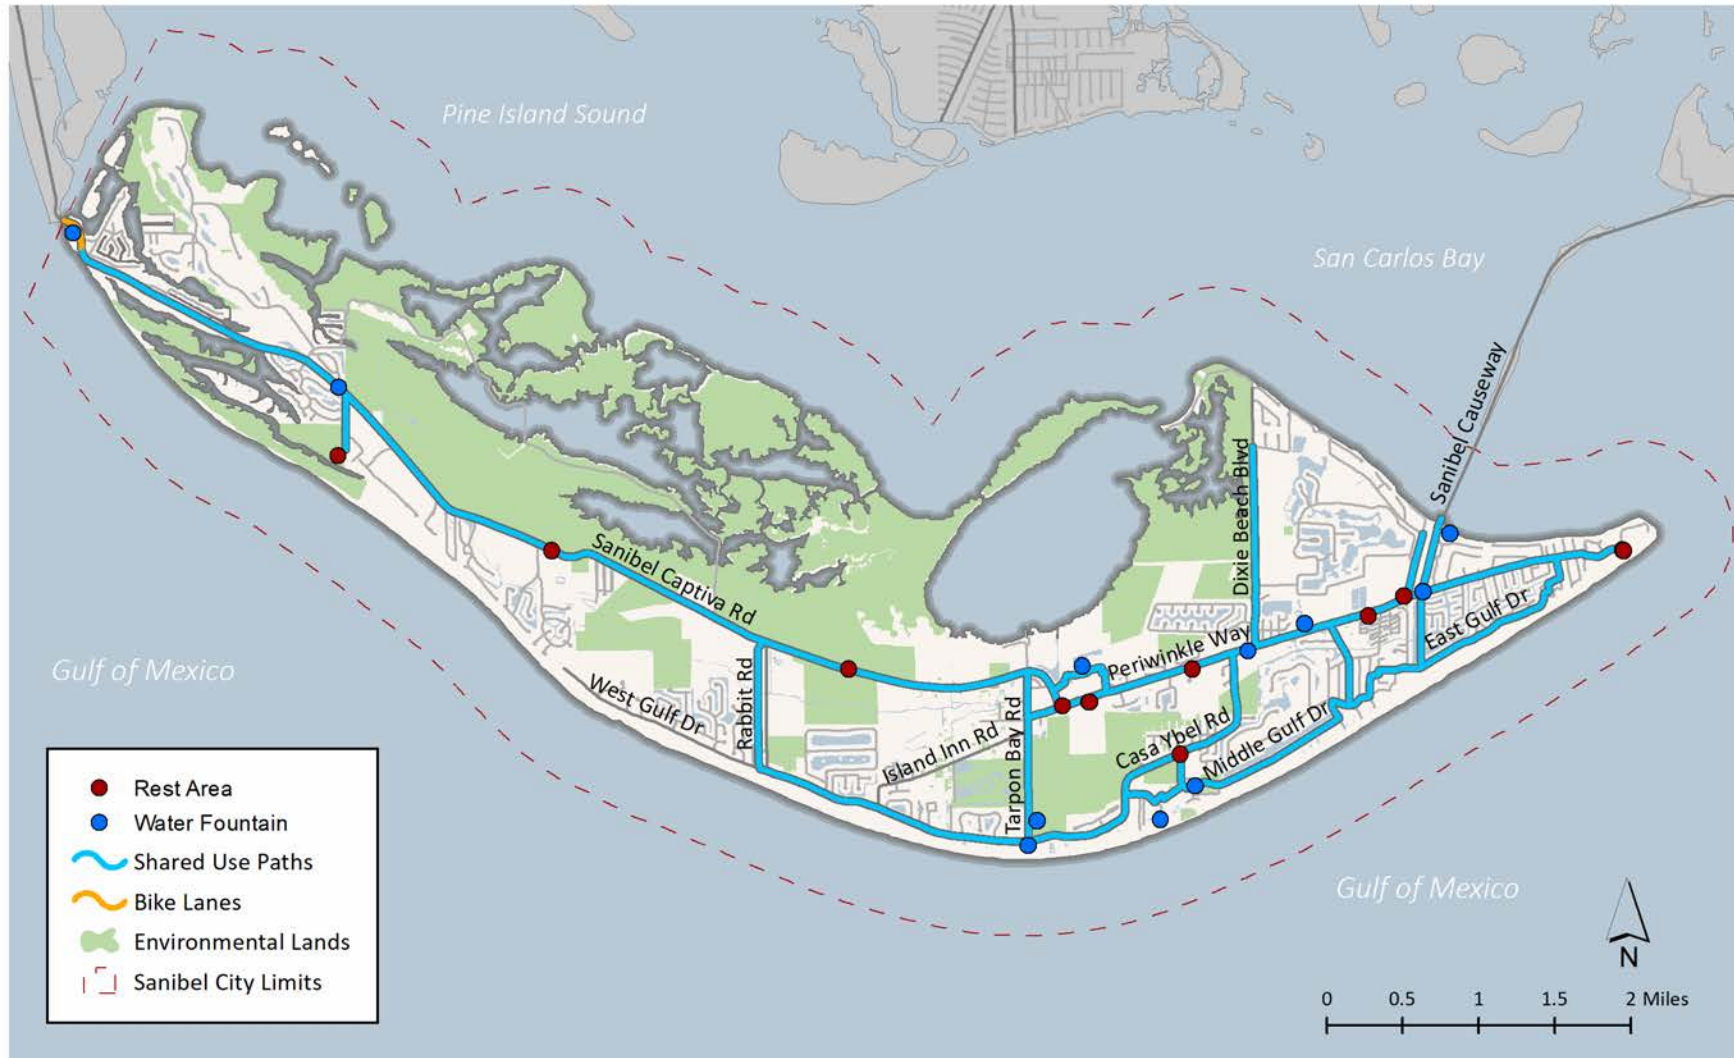 Pine Island Sound
San Carlos Bay
Sanibel Causeway
Dixie Beach Blvd
Sanibel Captiva Rd
East Gulf Dr
Periwinkle Way
Gulf of Mexico
West Gulf Dr
Rabbit Rd
Island Inn Rd
Tarpon Bay Rd
Casa Ybel Rd
Middle Gulf Dr
Gulf of Mexico
Rest Area
Water Fountain
Shared Use Paths
Bike Lanes
Environmental Lands
Sanibel City Limits
N
0 0.5 1 1.5 2 Miles